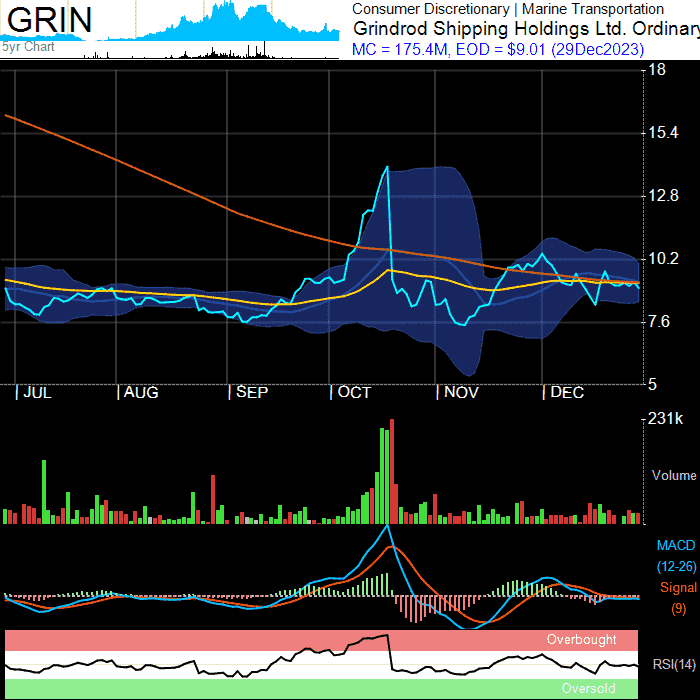 GRIN
5yr Chart
Consumer Discretionary | Marine Transportation
Grindrod Shipping Holdings Ltd. Ordinary
MC = 175.4M, EOD = $9.01 (29Dec2023)
18
15.4
12.8
10.2
7.6
5
JUL AUG SEP OCT NOV DEC
231k
Volume
MACD
(12-26)
Signal
(9)
Overbought
RSI(14)
Oversold